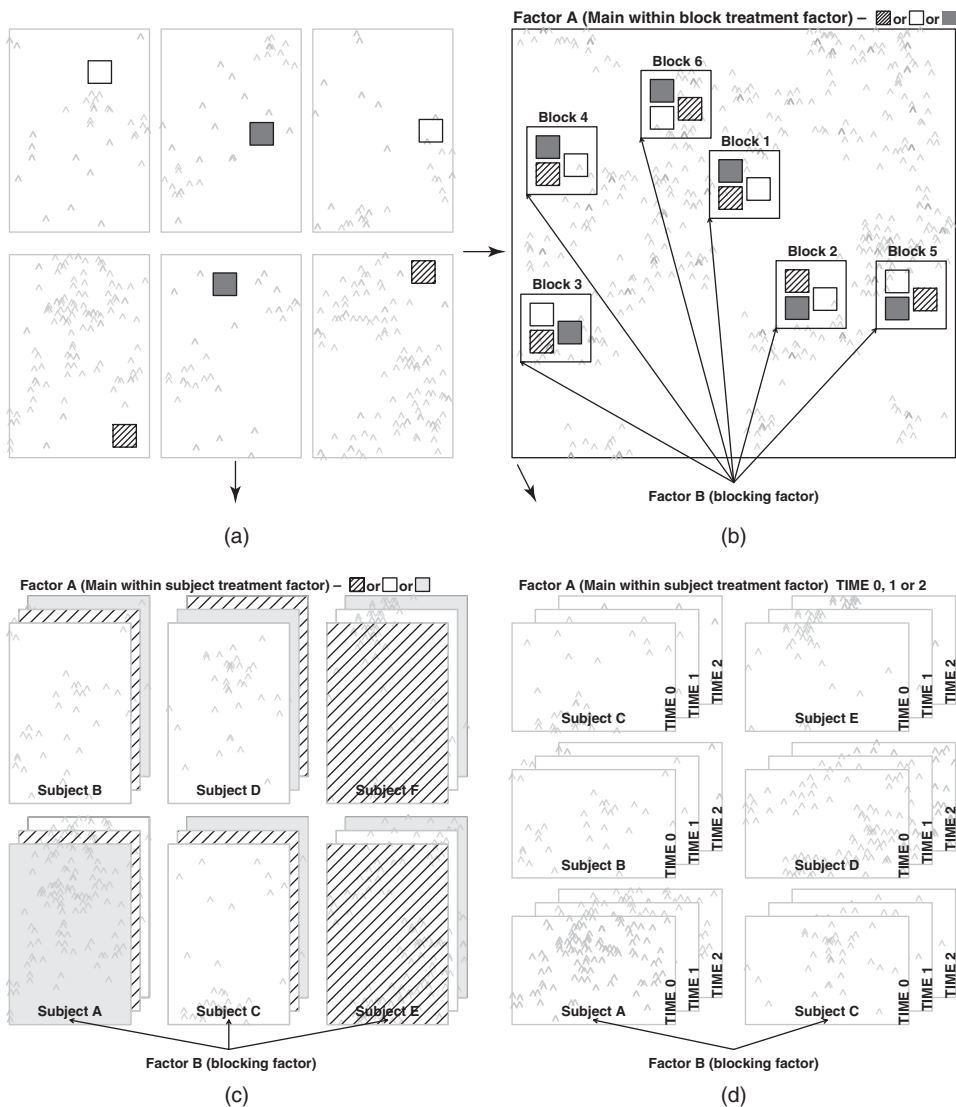 Factor A (Main within block treatment factor) – or or
Block 6
Block 4
Block 1
Block 2
Block 5
Block 3
Factor B (blocking factor)
(a)
(b)
Factor A (Main within subject treatment factor) – or or
Subject B
Subject D
Subject F
Subject A
Subject C
Subject E
Factor B (blocking factor)
(c)
Factor A (Main within subject treatment factor) TIME 0, 1 or 2
Subject C
TIME 0
TIME 1
TIME 2
Subject E
TIME 0
TIME 1
TIME 2
Subject B
TIME 0
TIME 1
TIME 2
Subject D
TIME 0
TIME 1
TIME 2
Subject A
TIME 0
TIME 1
TIME 2
Subject C
TIME 0
TIME 1
TIME 2
Factor B (blocking factor)
(d)